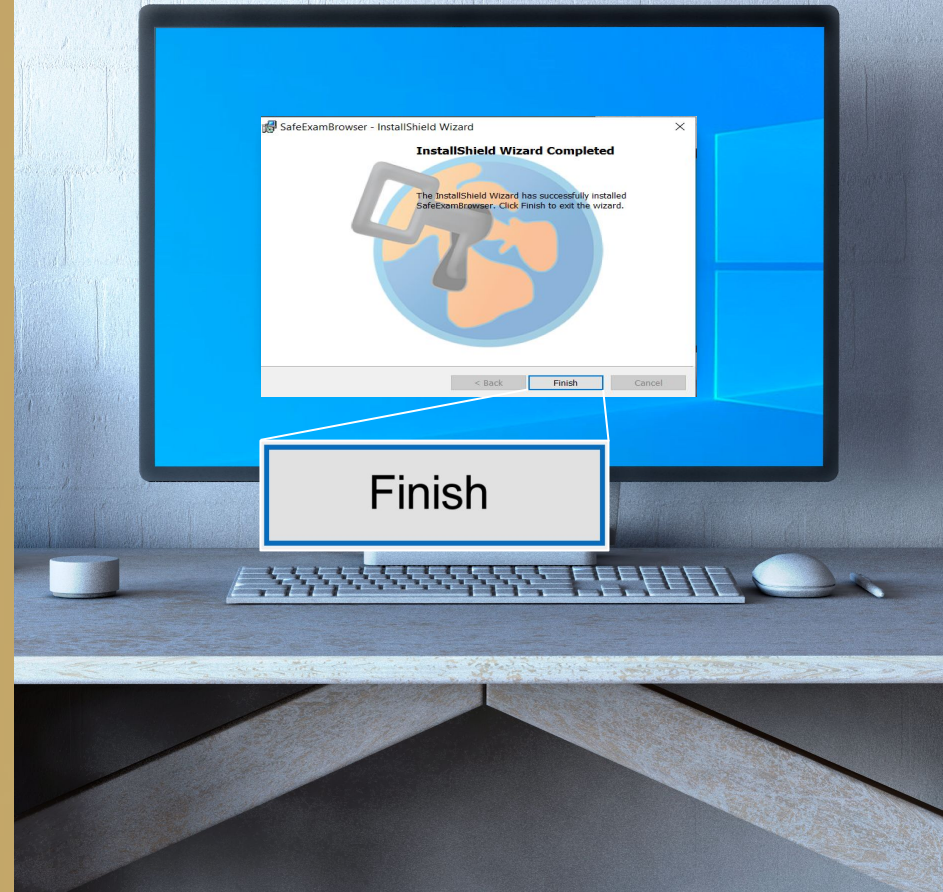 SafeExamBrowser - InstallShield Wizard
InstallShield Wizard Completed
The InstallShield Wizard has successfully installed
SafeExamBrowser. Click Finish to exit the wizard.
< Back Finish Cancel
Finish